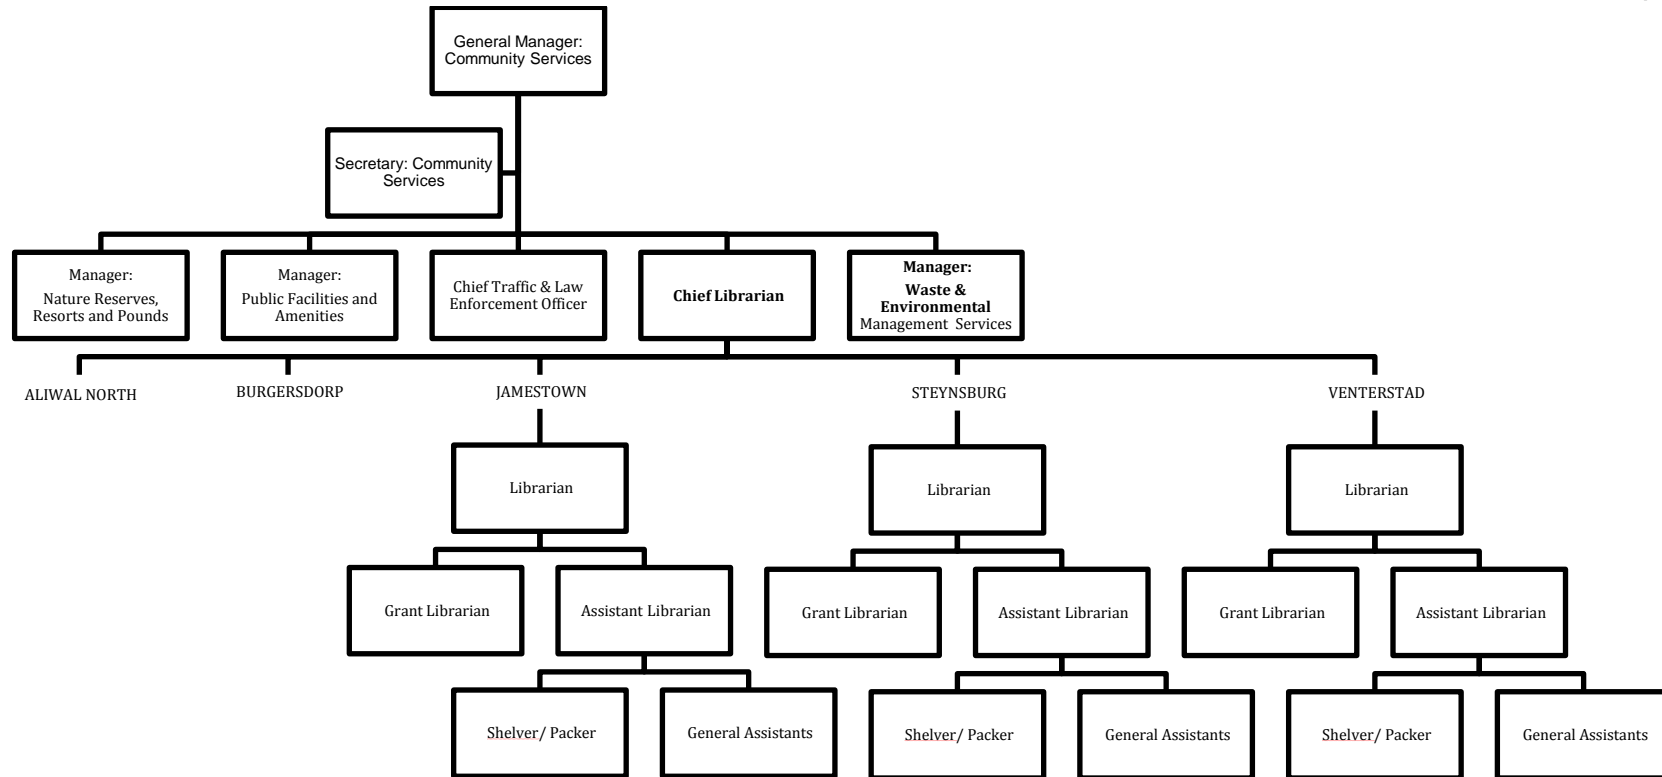 General Manager:
Community Services
Secretary: Community
Services
Manager:
Nature Reserves,
Resorts and Pounds
Manager:
Public Facilities and
Amenities
Chief Traffic & Law
Enforcement Officer
Chief Librarian
Manager:
Waste &
Environmental
Management Services
ALIWAL NORTH
BURGERSDORP
JAMESTOWN
STEYNSBURG
VENTERSTAD
Librarian
Librarian
Librarian
Grant Librarian
Assistant Librarian
Grant Librarian
Assistant Librarian
Grant Librarian
Assistant Librarian
Shelver/ Packer
General Assistants
Shelver/ Packer
General Assistants
Shelver/ Packer
General Assistants